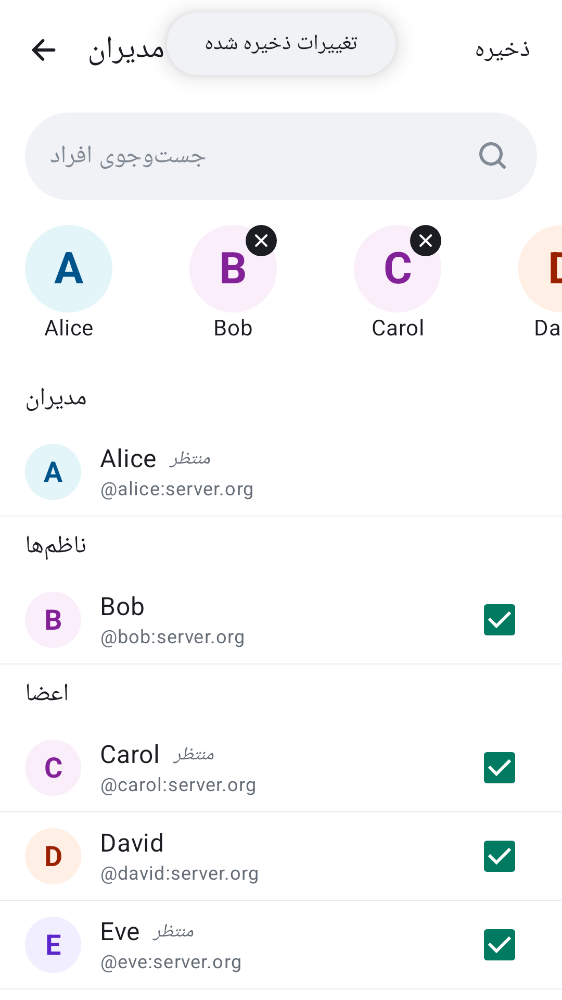 مدیران
تغییرات ذخیره شده
ذخیره
جست‌وجوی افراد
A
B
C
D
Alice
Bob
Carol
Da
مدیران
A
Alice منتظر
@alice:server.org
ناظم‌ها
B
Bob
@bob:server.org
اعضا
C
Carol منتظر
@carol:server.org
D
David
@david:server.org
E
Eve منتظر
@eve:server.org